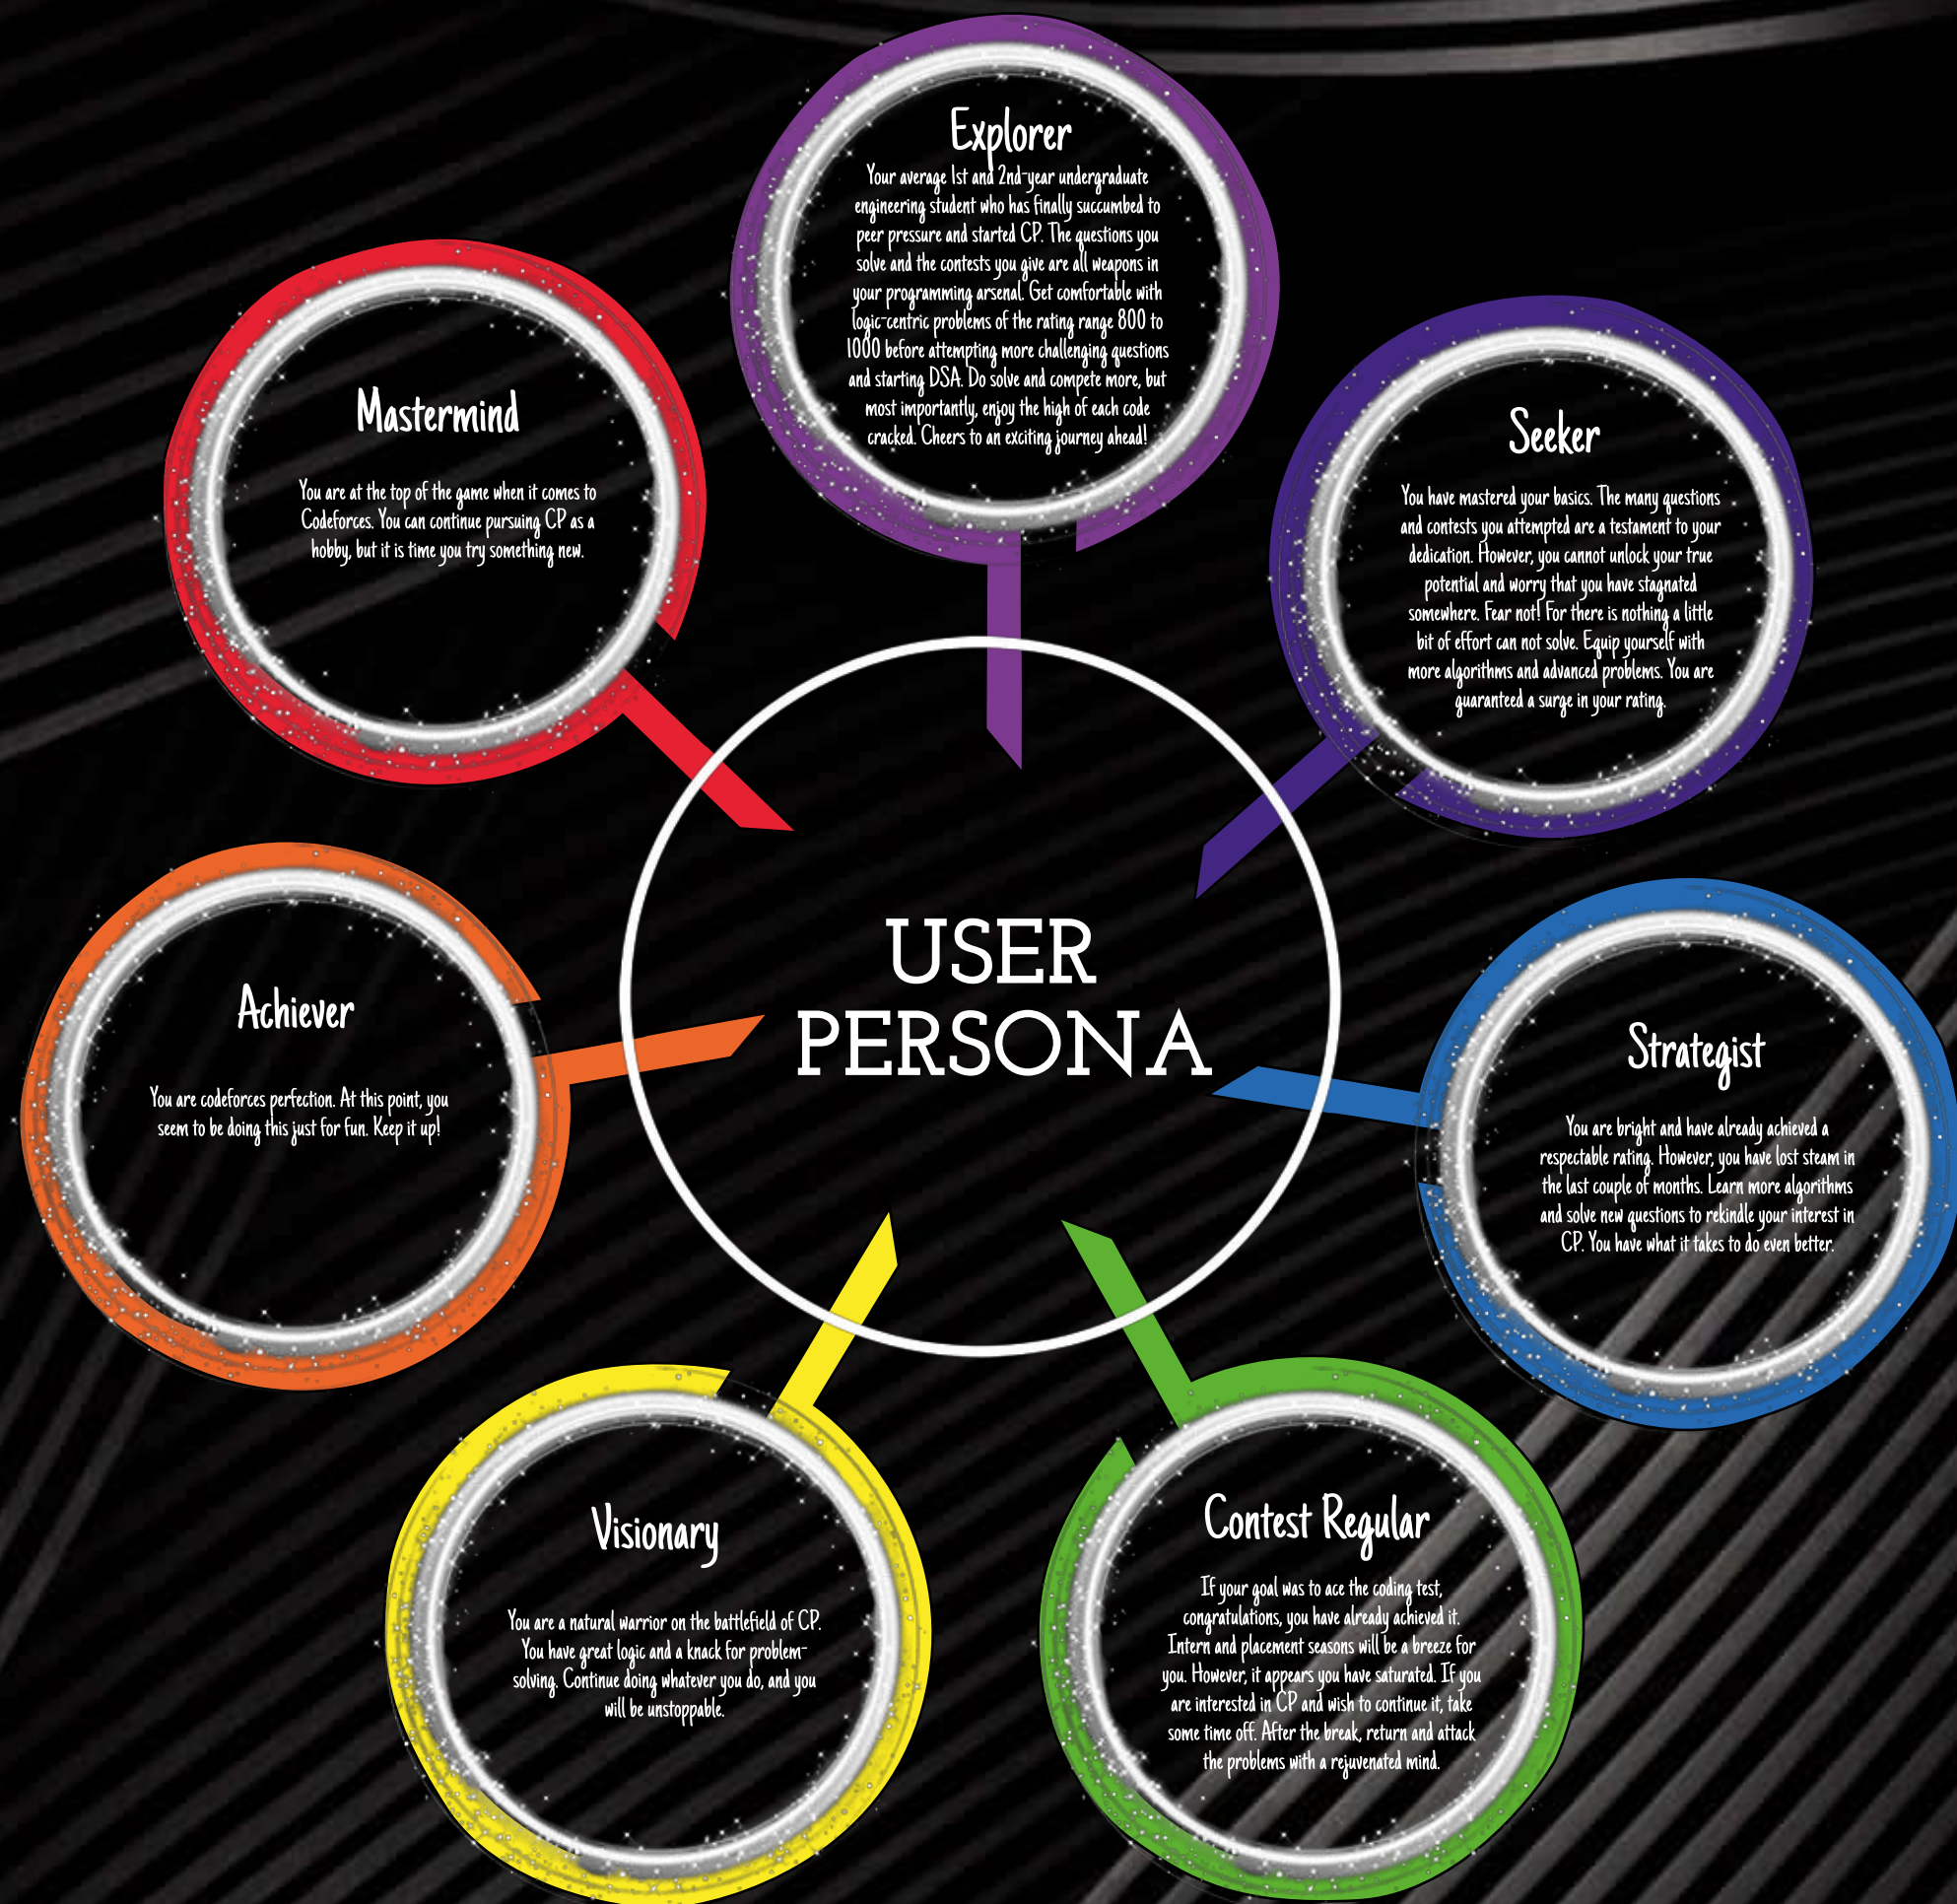 Explorer
Your average 1st and 2nd-year undergraduate
engineering student who has finally succumbed to
peer pressure and started CP. The questions you
solve and the contests you give are all weapons in
your programming arsenal. Get comfortable with
logic-centric problems of the rating range 800 to
1000 before attempting more challenging questions
and starting DSA. Do solve and compete more, but
most importantly, enjoy the high of each code
cracked. Cheers to an exciting journey ahead!
Seeker
You have mastered your basics. The many questions
and contests you attempted are a testament to your
dedication. However, you cannot unlock your true
potential and worry that you have stagnated
somewhere. Fear not! For there is nothing a little
bit of effort can not solve. Equip yourself with
more algorithms and advanced problems. You are
guaranteed a surge in your rating.
Strategist
You are bright and have already achieved a
respectable rating. However, you have lost steam in
the last couple of months. Learn more algorithms
and solve new questions to rekindle your interest in
CP. You have what it takes to do even better.
Contest Regular
If your goal was to ace the coding test,
congratulations, you have already achieved it.
Intern and placement seasons will be a breeze for
you. However, it appears you have saturated. If you
are interested in CP and wish to continue it, take
some time off. After the break, return and attack
the problems with a rejuvenated mind.
Visionary
You are a natural warrior on the battlefield of CP.
You have great logic and a knack for problem-
solving. Continue doing whatever you do, and you
will be unstoppable.
Achiever
You are codeforces perfection. At this point, you
seem to be doing this just for fun. Keep it up!
Mastermind
You are at the top of the game when it comes to
Codeforces. You can continue pursuing CP as a
hobby, but it is time you try something new.
USER
PERSONA